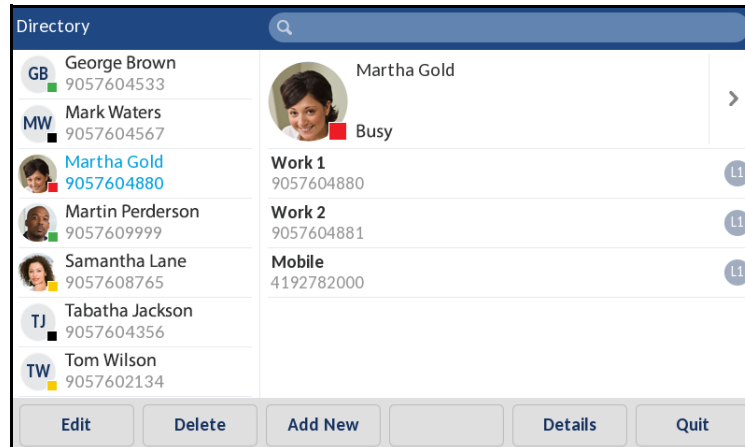 Directory
GB
George Brown
9057604533
MW
Mark Waters
9057604567
Martha Gold
9057604880
Martin Perderson
9057609999
Samantha Lane
9057608765
TJ
Tabatha Jackson
9057604356
TW
Tom Wilson
9057602134
Martha Gold
Busy
Work 1
9057604880
L1
Work 2
9057604881
L1
Mobile
4192782000
L1
Edit
Delete
Add New
Details
Quit